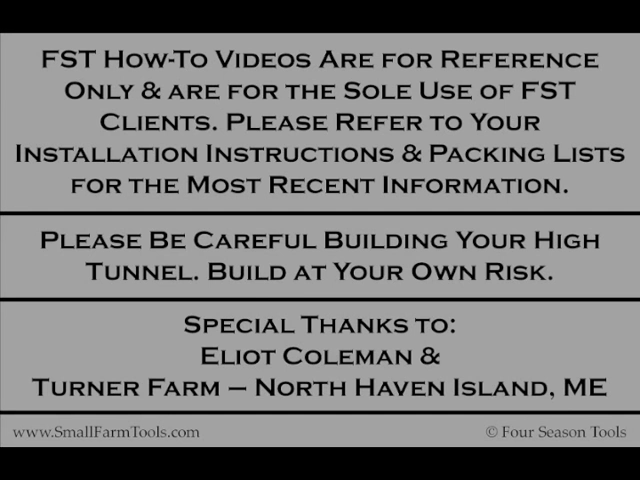 FST How-To Videos Are for Reference
Only & are for the Sole Use of FST
Clients. Please Refer to Your
Installation Instructions & Packing Lists
for the Most Recent Information.
Please Be Careful Building Your High
Tunnel. Build at Your Own Risk.
Special Thanks to:
Eliot Coleman &
Turner Farm – North Haven Island, ME
www.SmallFarmTools.com
© Four Season Tools